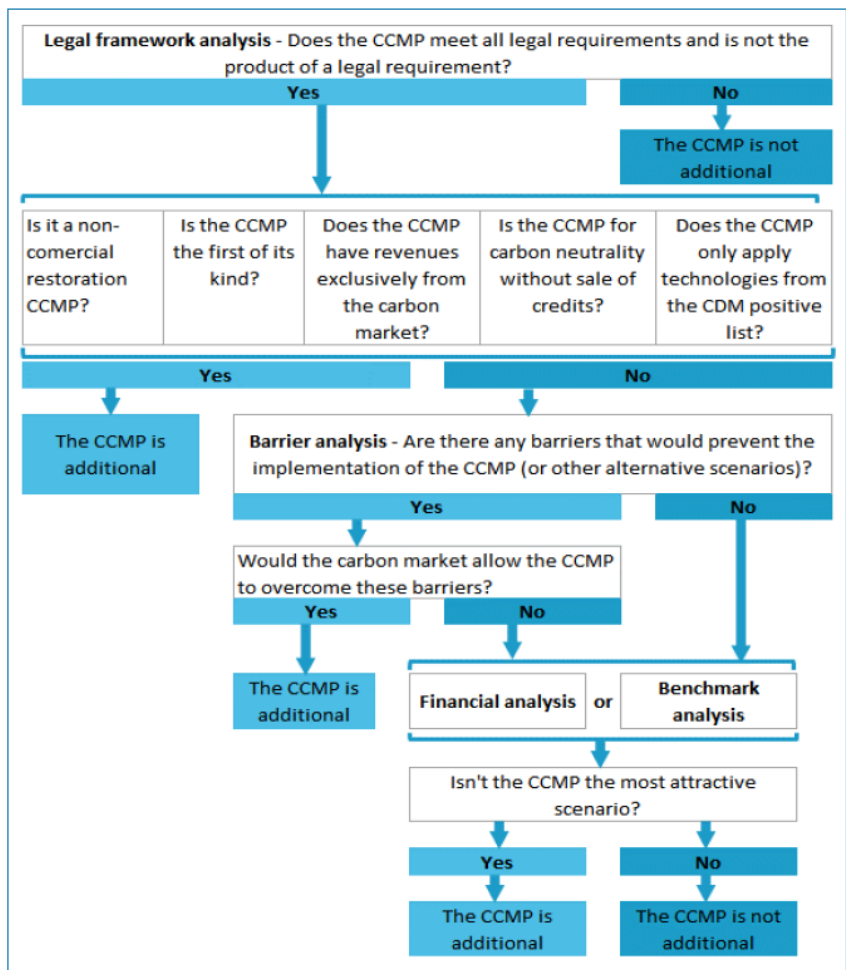 Legal framework analysis - Does the CCMP meet all legal requirements and is not the
product of a legal requirement?
Yes
No
The CCMP is not
additional
Is it a non-
comercial
restoration
CCMP?
Is the CCMP
the first of its
kind?
Does the CCMP
have revenues
exclusively from
the carbon
market?
Is the CCMP for
carbon neutrality
without sale of
credits?
Does the CCMP
only apply
technologies from
the CDM positive
list?
Yes
No
The CCMP is
additional
Barrier analysis - Are there any barriers that would prevent the
implementation of the CCMP (or other alternative scenarios)?
Yes
No
Would the carbon market allow the CCMP
to overcome these barriers?
Yes
No
The CCMP is
additional
Financial analysis
or
Benchmark
analysis
Isn't the CCMP the most attractive
scenario?
Yes
No
The CCMP is
additional
The CCMP is not
additional